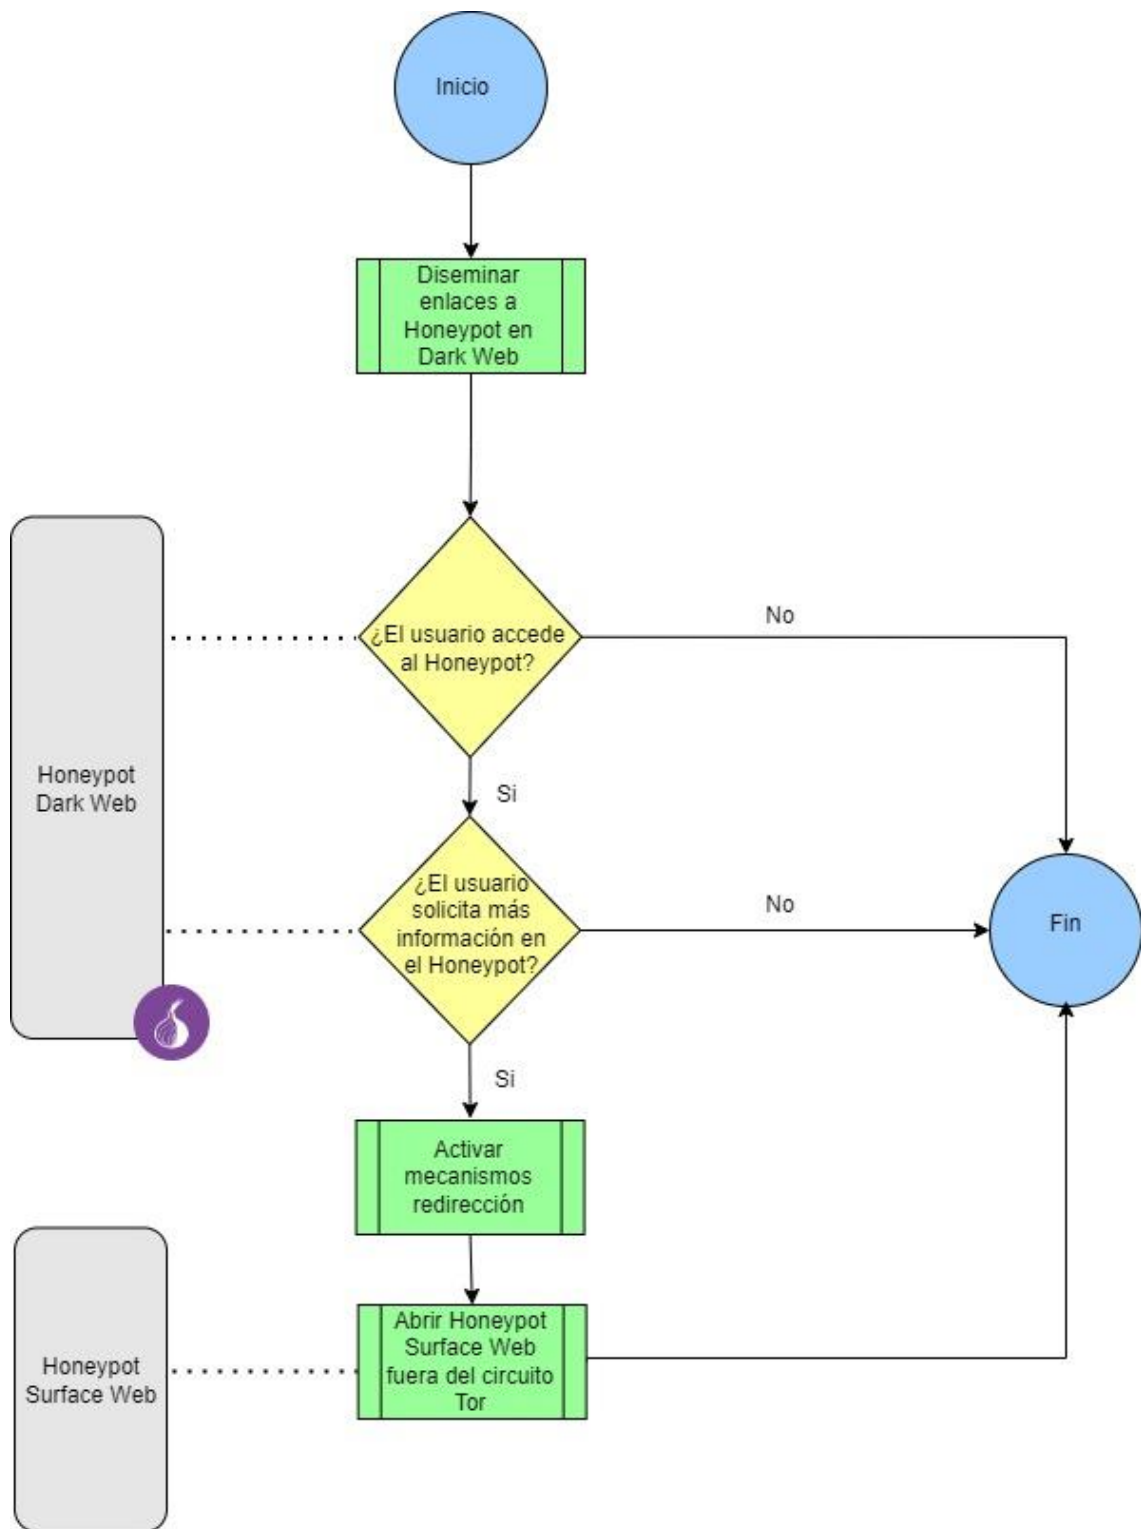 Inicio
Diseminar
enlaces a
Honeypot en
Dark Web
No
¿El usuario accede
al Honeypot?
Honeypot
Dark Web
Si
¿El usuario
solicita más
información en
el Honeypot?
No
Fin
Si
Activar
mecanismos
redirección
Abrir Honeypot
Surface Web
fuera del circuito
Tor
Honeypot
Surface Web